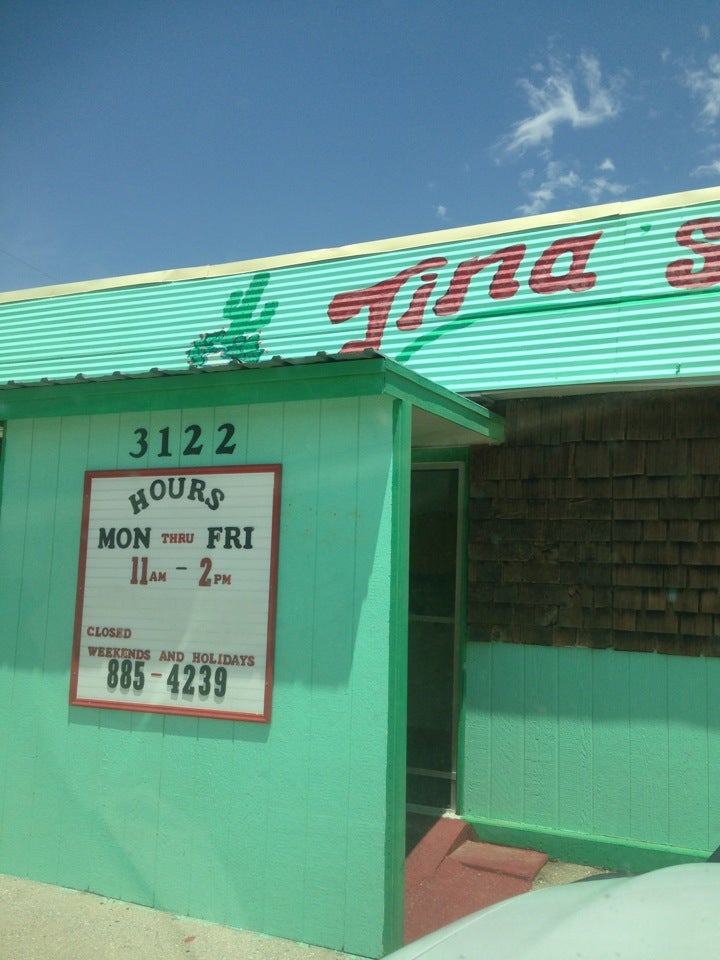 Tina's
3122
HOURS
MON THRU FRI
11AM - 2PM
CLOSED
WEEKENDS AND HOLIDAYS
885-4239